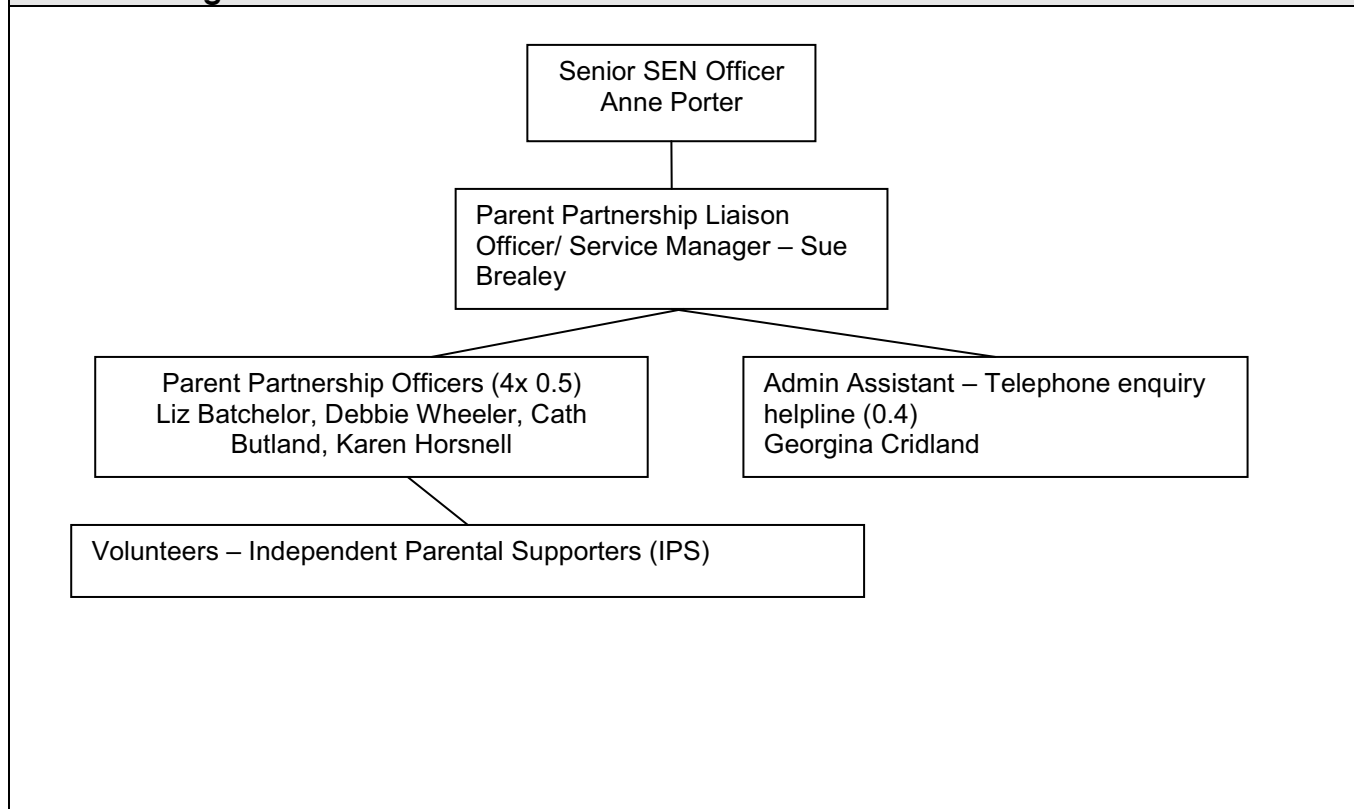 Senior SEN Officer
Anne Porter
Parent Partnership Liaison
Officer/ Service Manager – Sue
Brealey
Parent Partnership Officers (4x 0.5)
Liz Batchelor, Debbie Wheeler, Cath
Butland, Karen Horsnell
Admin Assistant – Telephone enquiry
helpline (0.4)
Georgina Cridland
Volunteers – Independent Parental Supporters (IPS)